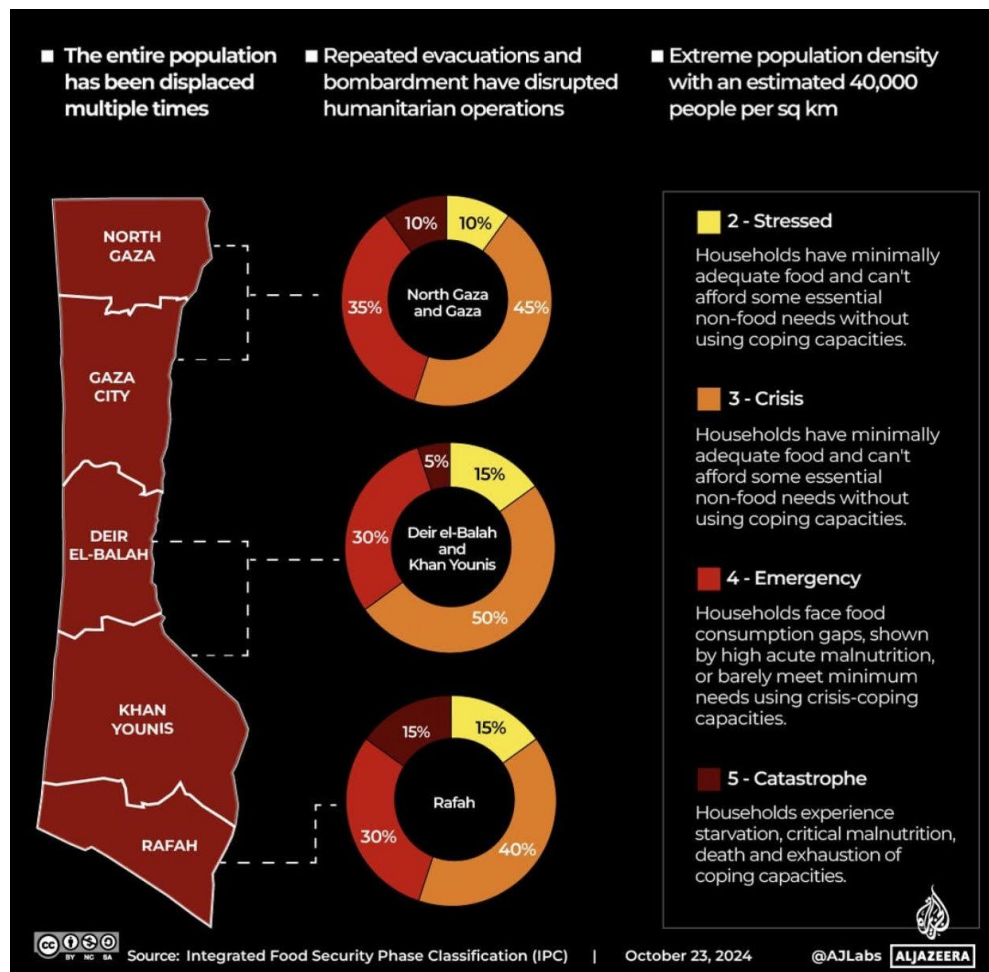 The entire population
has been displaced
multiple times
Repeated evacuations and
bombardment have disrupted
humanitarian operations
Extreme population density
with an estimated 40,000
people per sq km
NORTH
GAZA
GAZA
CITY
DEIR
EL-BALAH
KHAN
YOUNIS
RAFAH
10%
10%
35%
45%
North Gaza
and Gaza
5%
15%
30%
50%
Deir el-Balah
and
Khan Younis
15%
15%
30%
40%
Rafah
2 - Stressed
Households have minimally
adequate food and can't
afford some essential
non-food needs without
using coping capacities.
3 - Crisis
Households have minimally
adequate food and can't
afford some essential
non-food needs without
using coping capacities.
4 - Emergency
Households face food
consumption gaps, shown
by high acute malnutrition,
or barely meet minimum
needs using crisis-coping
capacities.
5 - Catastrophe
Households experience
starvation, critical malnutrition,
death and exhaustion of
coping capacities.
cc
BY NC SA
Source: Integrated Food Security Phase Classification (IPC) | October 23, 2024
@AJLabs
ALJAZEERA